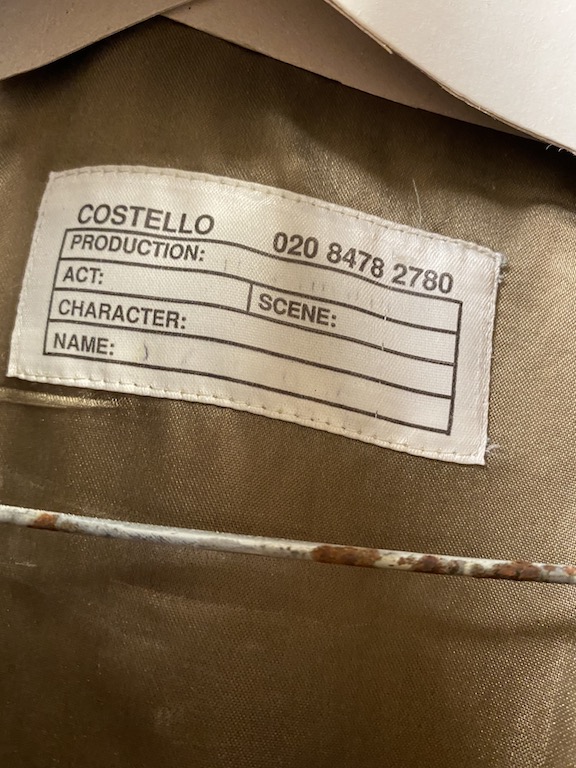 COSTELLO 020 8478 2780
PRODUCTION:
ACT: SCENE:
CHARACTER:
NAME: